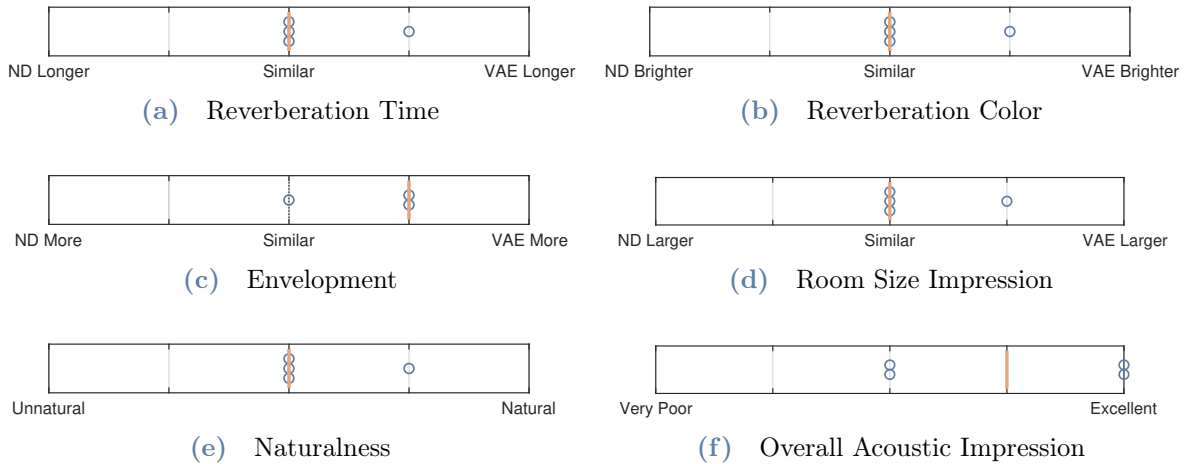 ND Longer Similar VAE Longer
(a) Reverberation Time
ND Brighter Similar VAE Brighter
(b) Reverberation Color
ND More Similar VAE More
(c) Envelopment
ND Larger Similar VAE Larger
(d) Room Size Impression
Unnatural Natural
(e) Naturalness
Very Poor Excellent
(f) Overall Acoustic Impression